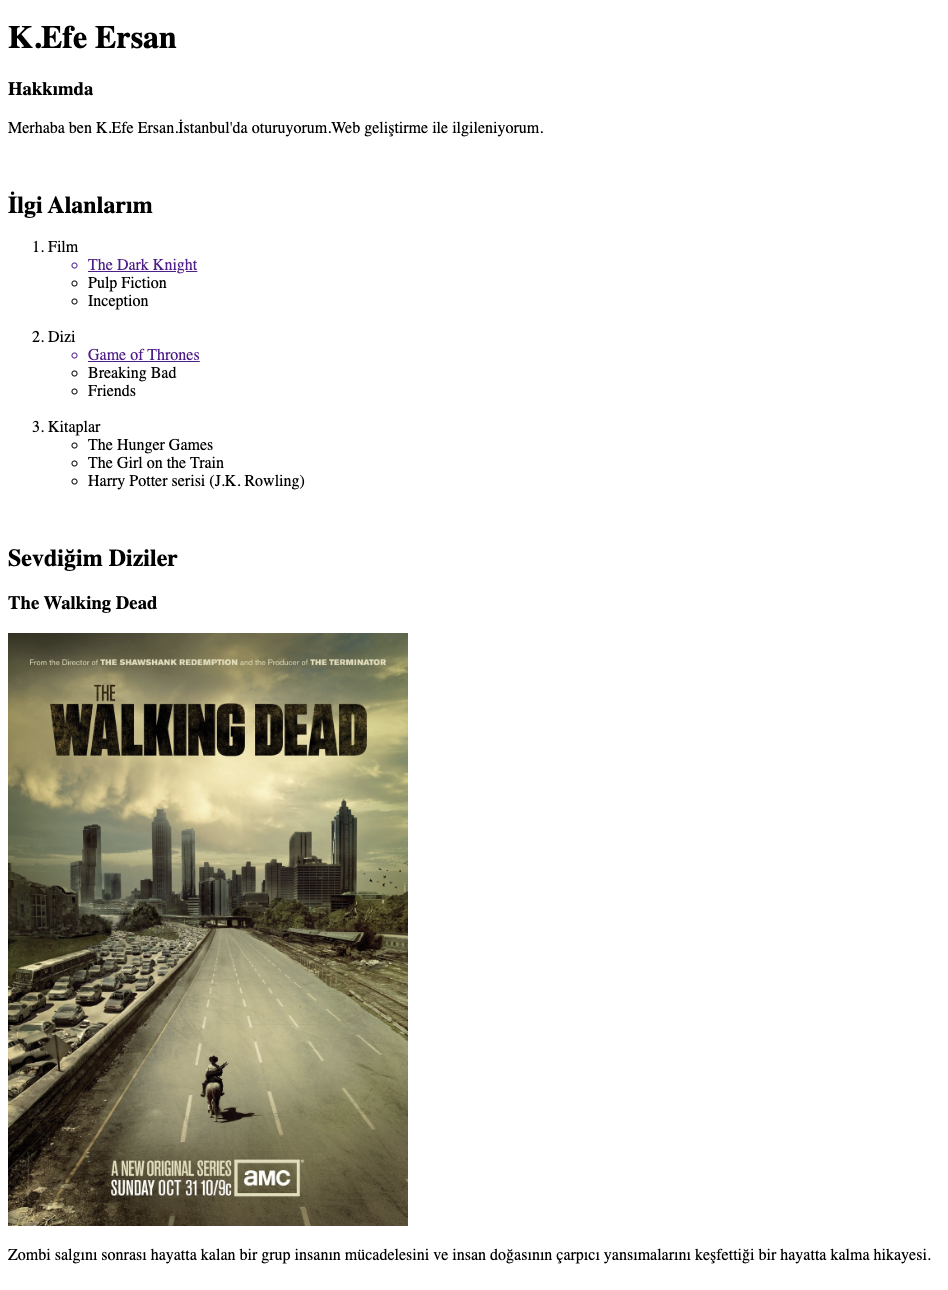 K.Efe Ersan
Hakkımda
Merhaba ben K.Efe Ersan.İstanbul'da oturuyorum.Web geliştirme ile ilgileniyorum.
İlgi Alanlarım
1. Film
The Dark Knight
Pulp Fiction
Inception
2. Dizi
Game of Thrones
Breaking Bad
Friends
3. Kitaplar
The Hunger Games
The Girl on the Train
Harry Potter serisi (J.K. Rowling)
Sevdiğim Diziler
The Walking Dead
From the Director of THE SHAWSHANK REDEMPTION and the Producer of THE TERMINATOR
THE
WALKING DEAD
A NEW ORIGINAL SERIES
SUNDAY OCT 31 10/9c
amc
Zombi salgını sonrası hayatta kalan bir grup insanın mücadelesini ve insan doğasının çarpıcı yansımalarını keşfettiği bir hayatta kalma hikayesi.